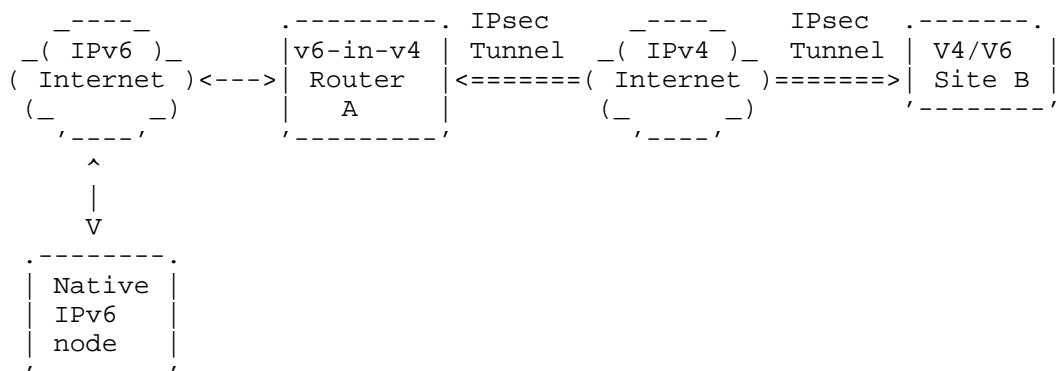 _----_ .---------. IPsec _----_ IPsec .-------.
_( IPv6 )_ |v6-in-v4 | Tunnel _( IPv4 )_ Tunnel | V4/V6 |
( Internet )<--->| Router |<=======( Internet )=======>| Site B |
(_ _) | A | (_ _) '--------'
'----' '---------' '----'
^
|
V
.--------.
| Native |
| IPv6 |
| node |
' '